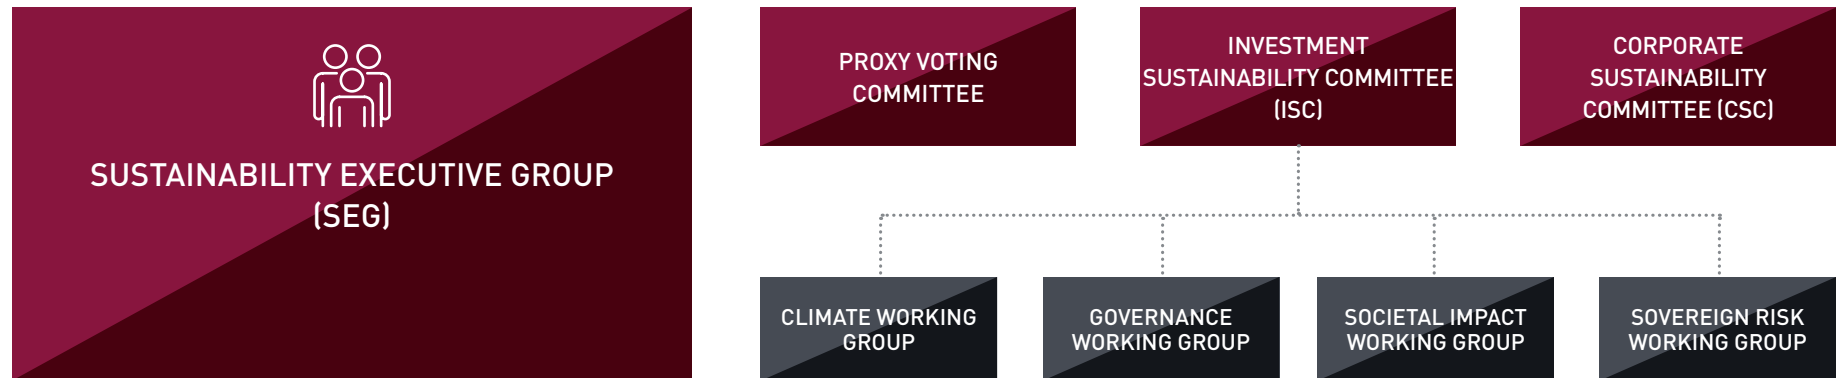 SUSTAINABILITY EXECUTIVE GROUP
(SEG)
PROXY VOTING
COMMITTEE
INVESTMENT
SUSTAINABILITY COMMITTEE
(ISC)
CORPORATE
SUSTAINABILITY
COMMITTEE (CSC)
CLIMATE WORKING
GROUP
GOVERNANCE
WORKING GROUP
SOCIETAL IMPACT
WORKING GROUP
SOVEREIGN RISK
WORKING GROUP